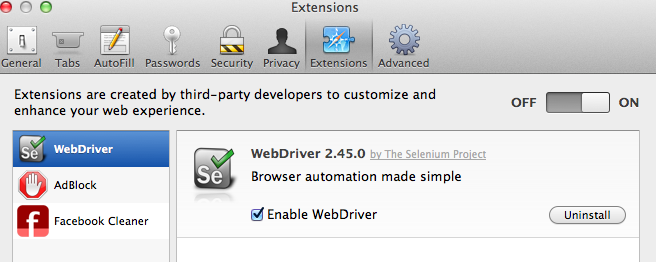 Extensions
General Tabs AutoFill Passwords Security Privacy Extensions Advanced
Extensions are created by third-party developers to customize and
enhance your web experience.
OFF ON
Se WebDriver
AdBlock
f Facebook Cleaner
Se
WebDriver 2.45.0 by The Selenium Project
Browser automation made simple
Enable WebDriver
Uninstall